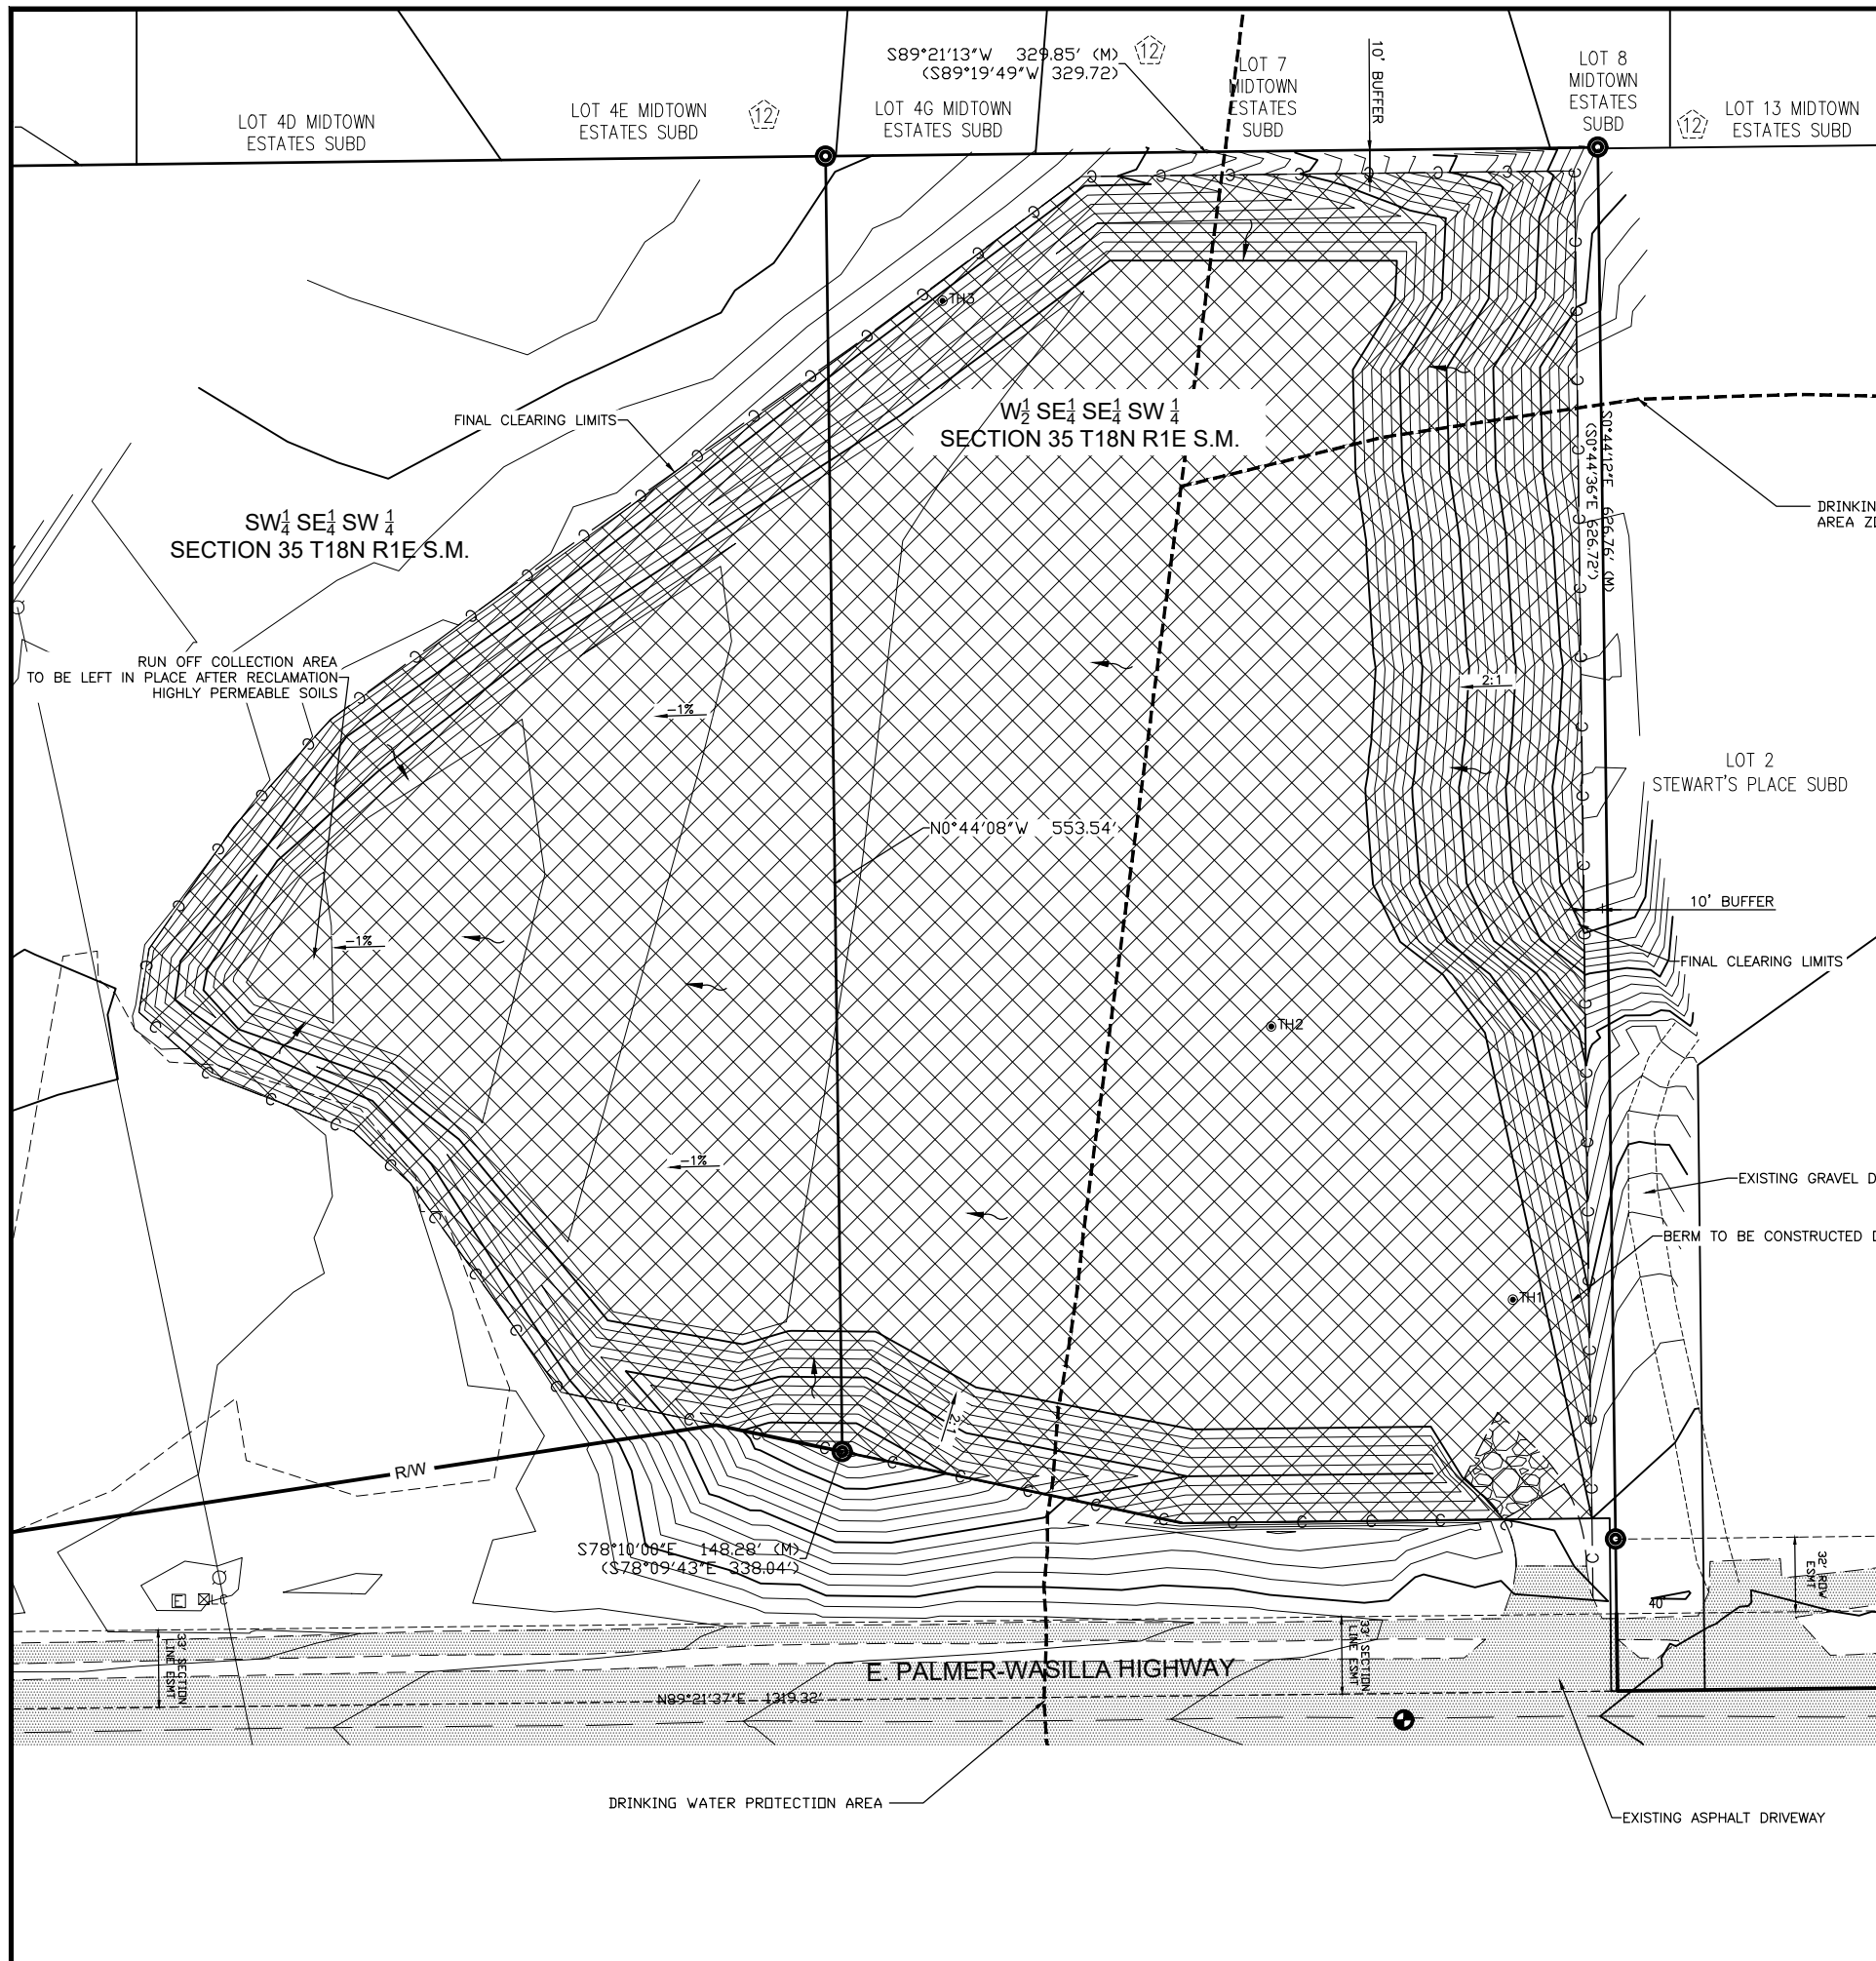 S89°21'13"W 329.85' (M)
(S89°19'49"W 329.72)
12
10' BUFFER
LOT 4D MIDTOWN
ESTATES SUBD
LOT 4E MIDTOWN
ESTATES SUBD
12
LOT 4G MIDTOWN
ESTATES SUBD
LOT 7
MIDTOWN
ESTATES
SUBD
LOT 8
MIDTOWN
ESTATES
SUBD
12
LOT 13 MIDTOWN
ESTATES SUBD
TH3
FINAL CLEARING LIMITS
W½ SE¼ SE¼ SW ¼
SECTION 35 T18N R1E S.M.
S0°44'12"E 626.76' (M)
(S0°44'36"E 626.72')
DRINKIN
SW¼ SE¼ SW ¼
SECTION 35 T18N R1E S.M.
RUN OFF COLLECTION AREA
TO BE LEFT IN PLACE AFTER RECLAMATION
HIGHLY PERMEABLE SOILS
-1%
2:1
LOT 2
STEWART'S PLACE SUBD
N0°44'08"W 553.54'
10' BUFFER
-1%
FINAL CLEARING LIMITS
TH2
-1%
EXISTING GRAVEL D
BERM TO BE CONSTRUCTED D
TH1
2:1
R/W
S78°10'00"E 148.28' (M)
(S78°09'43"E 338.04')
E
LC
32' ROW
ESMT
40
33' SECTION
LINE ESMT
33' SECTION
LINE ESMT
E. PALMER-WASILLA HIGHWAY
N89°21'37"E 1319.32'
DRINKING WATER PROTECTION AREA
EXISTING ASPHALT DRIVEWAY